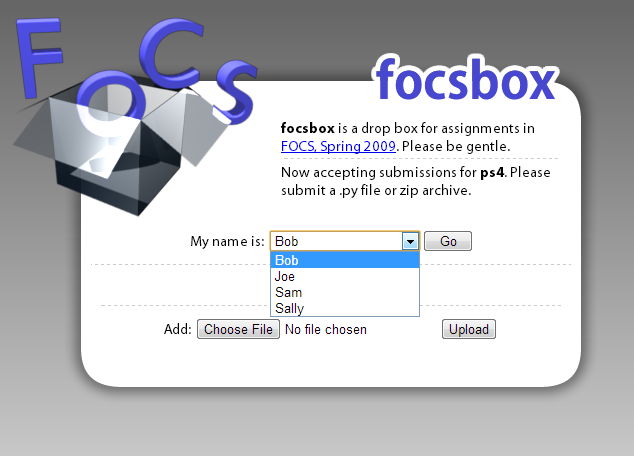 FOCS
focsbox
focsbox is a drop box for assignments in
FOCS, Spring 2009. Please be gentle.
Now accepting submissions for ps4. Please
submit a .py file or zip archive.
My name is: Bob Go
Bob
Joe
Sam
Sally
Add: Choose File No file chosen Upload